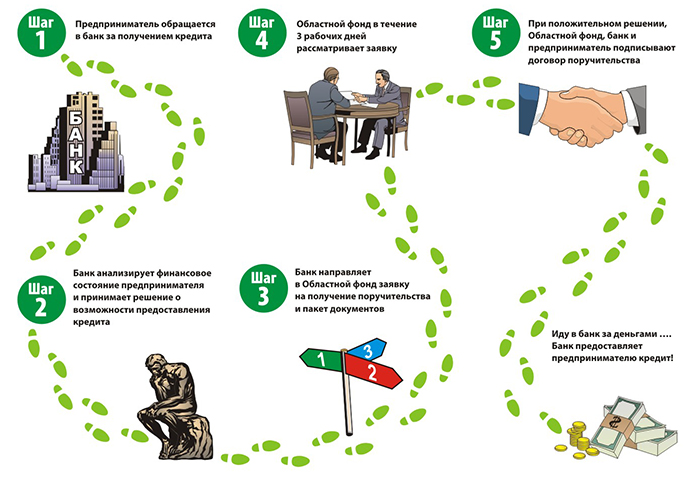 Шаг
1
Предприниматель обращается
в банк за получением кредита
БАНК
Шаг
2
Банк анализирует финансовое
состояние предпринимателя
и принимает решение о
возможности предоставления
кредита
Шаг
3
Банк направляет
в Областной фонд заявку
на получение поручительства
и пакет документов
1
3
2
Шаг
4
Областной фонд в течение
3 рабочих дней
рассматривает заявку
Шаг
5
При положительном решении,
Областной фонд, банк и
предприниматель подписывают
договор поручительства
Иду в банк за деньгами ....
Банк предоставляет
предпринимателю кредит!